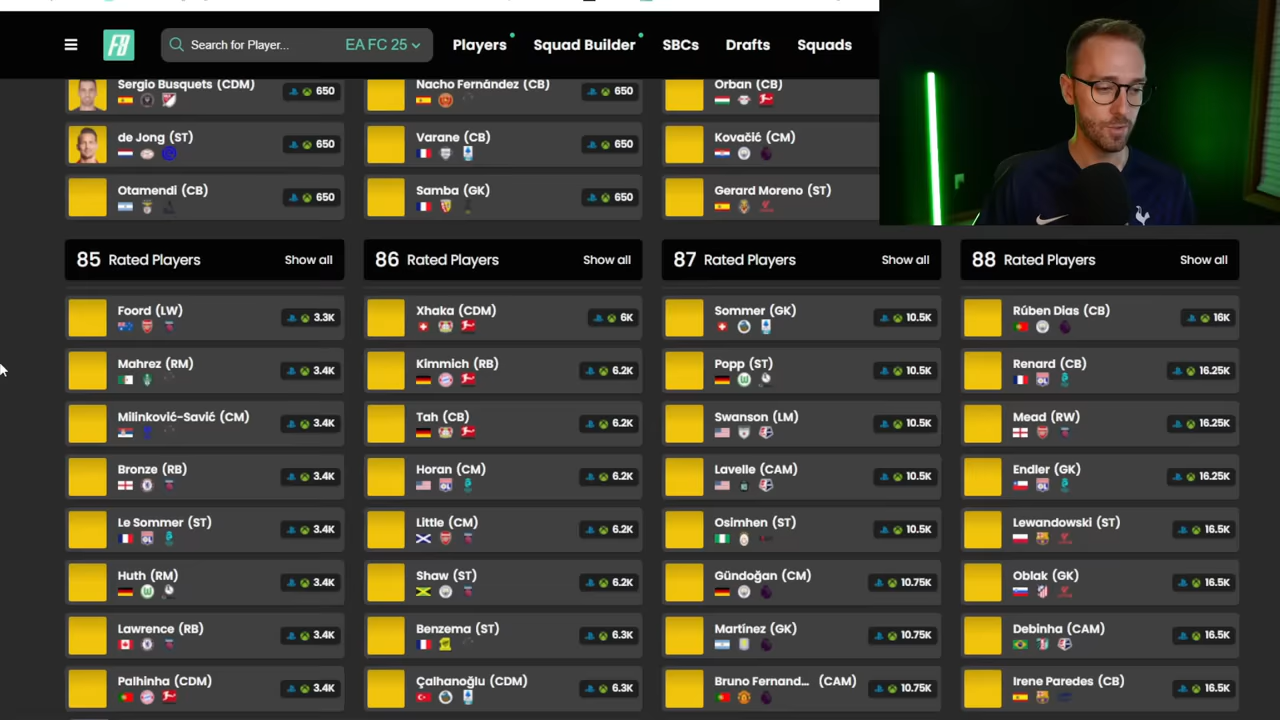 FB
Search for Player...
EA FC 25
Players
Squad Builder
SBCs
Drafts
Squads
Sergio Busquets (CDM)
650
de Jong (ST)
650
Otamendi (CB)
650
Nacho Fernández (CB)
650
Varane (CB)
650
Samba (GK)
650
Orban (CB)
Kovačić (CM)
Gerard Moreno (ST)
85 Rated Players
Show all
Foord (LW)
3.3K
Mahrez (RM)
3.4K
Milinković-Savić (CM)
3.4K
Bronze (RB)
3.4K
Le Sommer (ST)
3.4K
Huth (RM)
3.4K
Lawrence (RB)
3.4K
Palhinha (CDM)
3.4K
86 Rated Players
Show all
Xhaka (CDM)
6K
Kimmich (RB)
6.2K
Tah (CB)
6.2K
Horan (CM)
6.2K
Little (CM)
6.2K
Shaw (ST)
6.2K
Benzema (ST)
6.3K
Çalhanoğlu (CDM)
6.3K
87 Rated Players
Show all
Sommer (GK)
10.5K
Popp (ST)
10.5K
Swanson (LM)
10.5K
Lavelle (CAM)
10.5K
Osimhen (ST)
10.5K
Gündoğan (CM)
10.75K
Martínez (GK)
10.75K
Bruno Fernand... (CAM)
10.75K
88 Rated Players
Show all
Rúben Dias (CB)
16K
Renard (CB)
16.25K
Mead (RW)
16.25K
Endler (GK)
16.25K
Lewandowski (ST)
16.5K
Oblak (GK)
16.5K
Debinha (CAM)
16.5K
Irene Paredes (CB)
16.5K